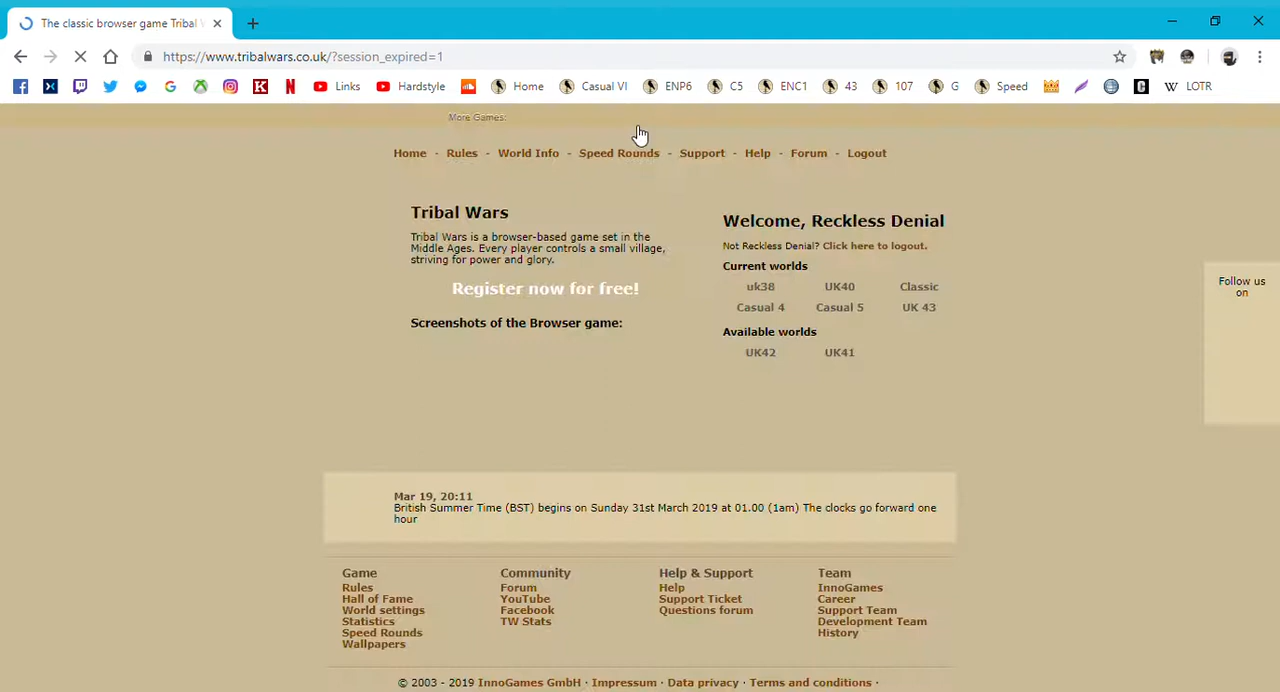 The classic browser game Tribal W
https://www.tribalwars.co.uk/?session_expired=1
Links Hardstyle Home Casual VI ENP6 C5 ENC1 43 107 G Speed LOTR
More Games:
Home - Rules - World Info - Speed Rounds - Support - Help - Forum - Logout
Tribal Wars
Tribal Wars is a browser-based game set in the
Middle Ages. Every player controls a small village,
striving for power and glory.
Register now for free!
Screenshots of the Browser game:
Welcome, Reckless Denial
Not Reckless Denial? Click here to logout.
Current worlds
uk38 UK40 Classic
Casual 4 Casual 5 UK 43
Available worlds
UK42 UK41
Follow us
on
Mar 19, 20:11
British Summer Time (BST) begins on Sunday 31st March 2019 at 01.00 (1am) The clocks go forward one
hour
Game
Rules
Hall of Fame
World settings
Statistics
Speed Rounds
Wallpapers
Community
Forum
YouTube
Facebook
TW Stats
Help & Support
Help
Support Ticket
Questions forum
Team
InnoGames
Career
Support Team
Development Team
History
© 2003 - 2019 InnoGames GmbH · Impressum · Data privacy · Terms and conditions ·